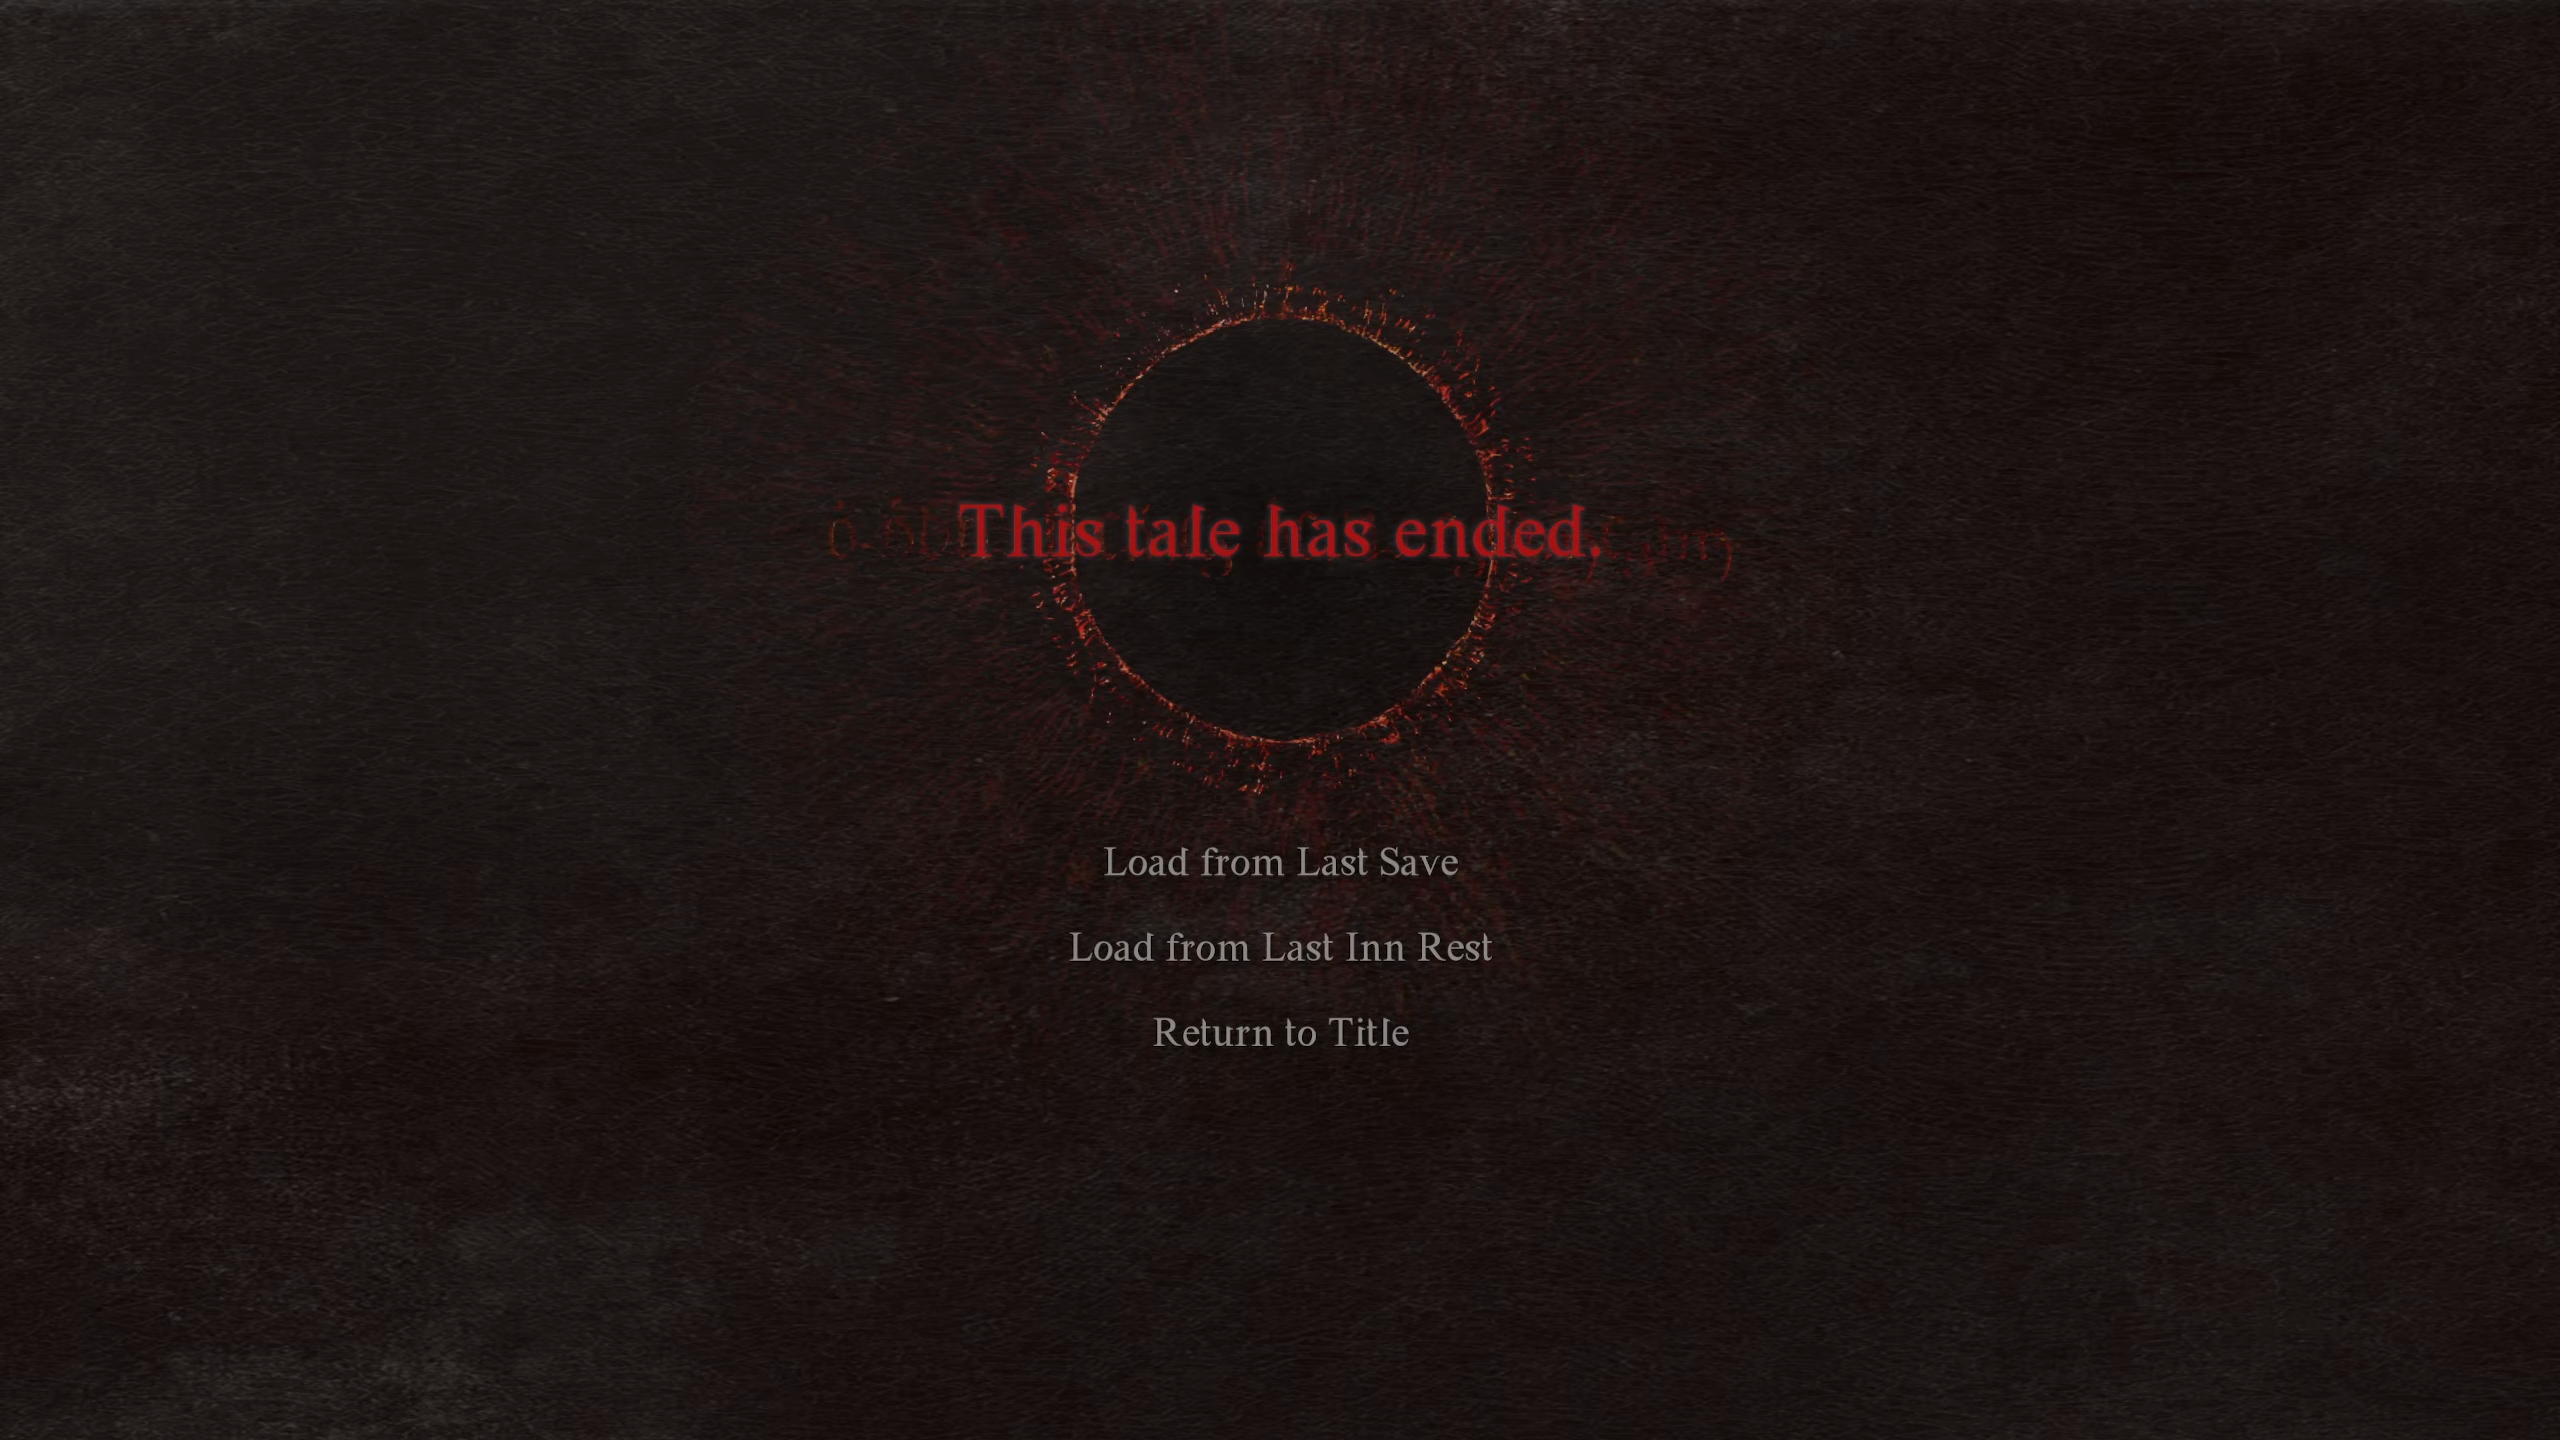 This tale has ended.
Load from Last Save
Load from Last Inn Rest
Return to Title